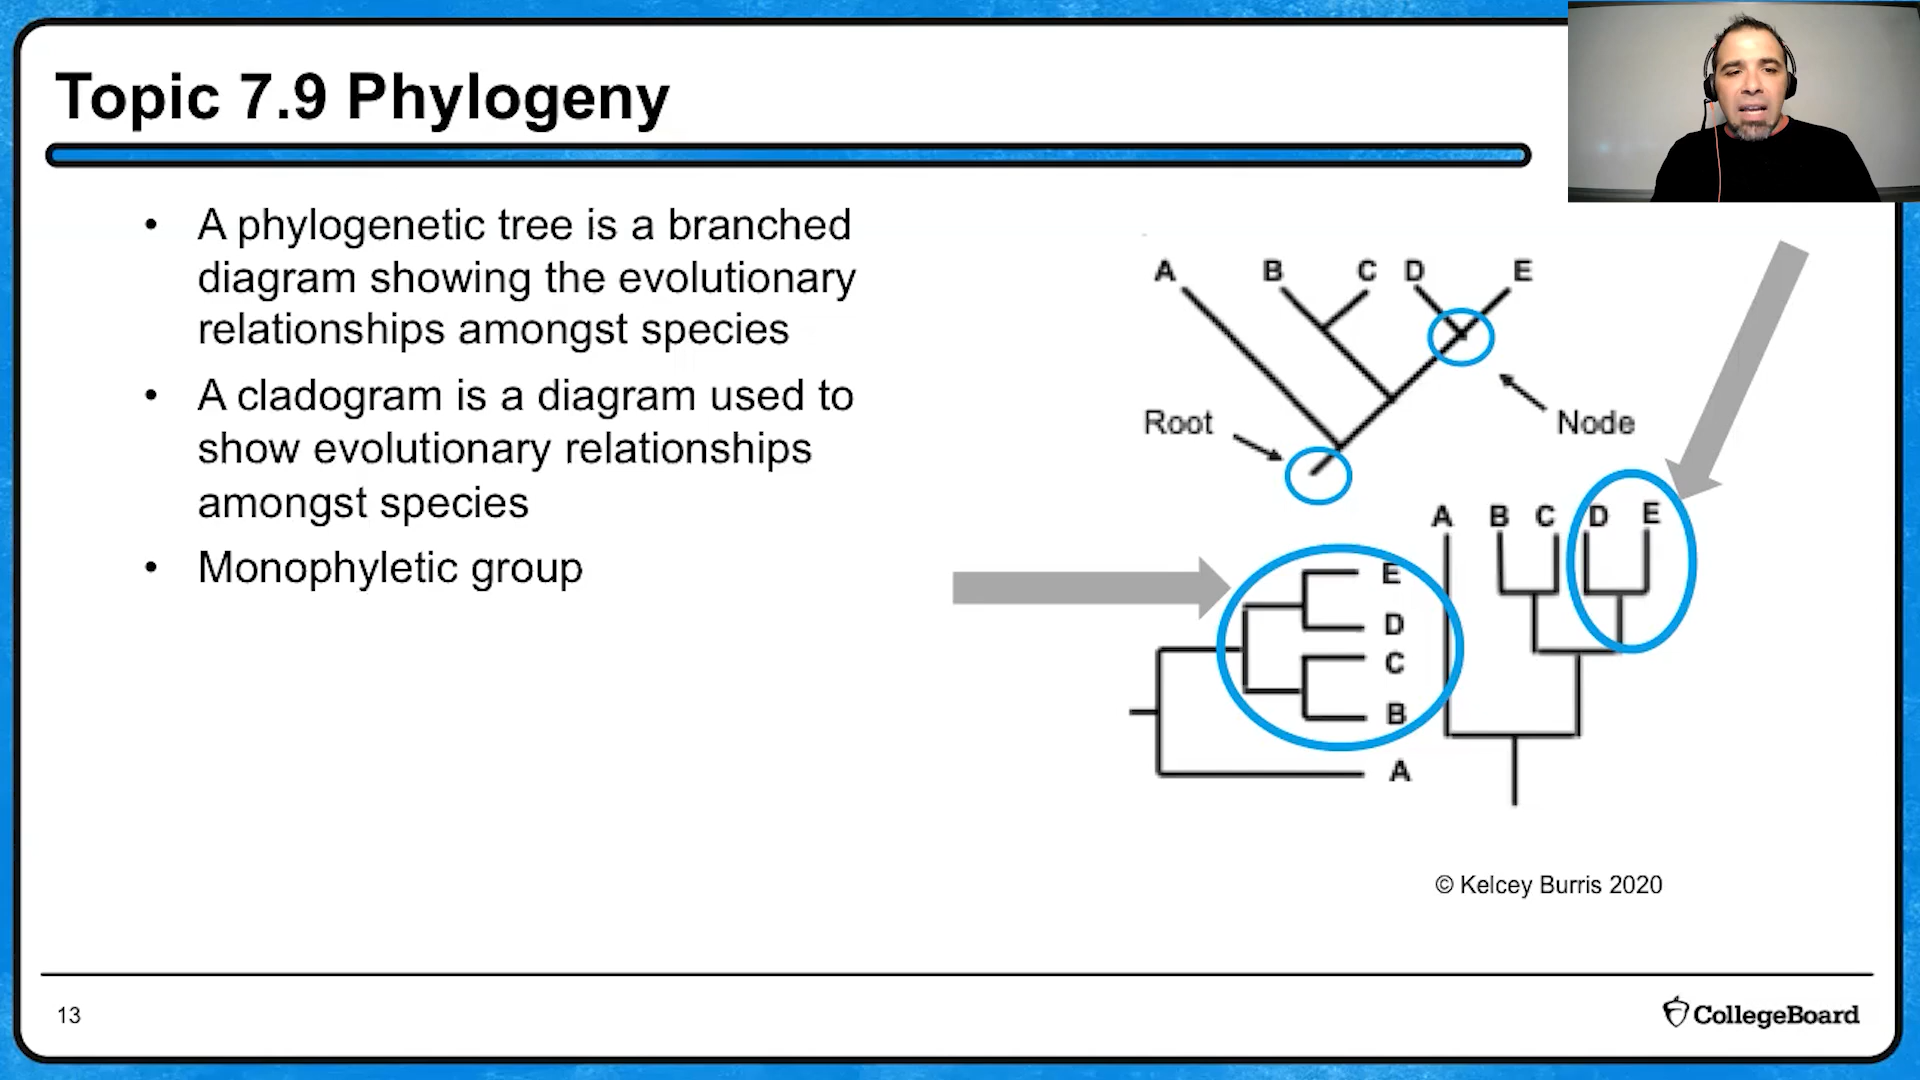 Topic 7.9 Phylogeny
• A phylogenetic tree is a branched
diagram showing the evolutionary
relationships amongst species
• A cladogram is a diagram used to
show evolutionary relationships
amongst species
• Monophyletic group
A B C D E
Root
Node
A B C D E
E
D
C
B
A
© Kelcey Burris 2020
13
CollegeBoard